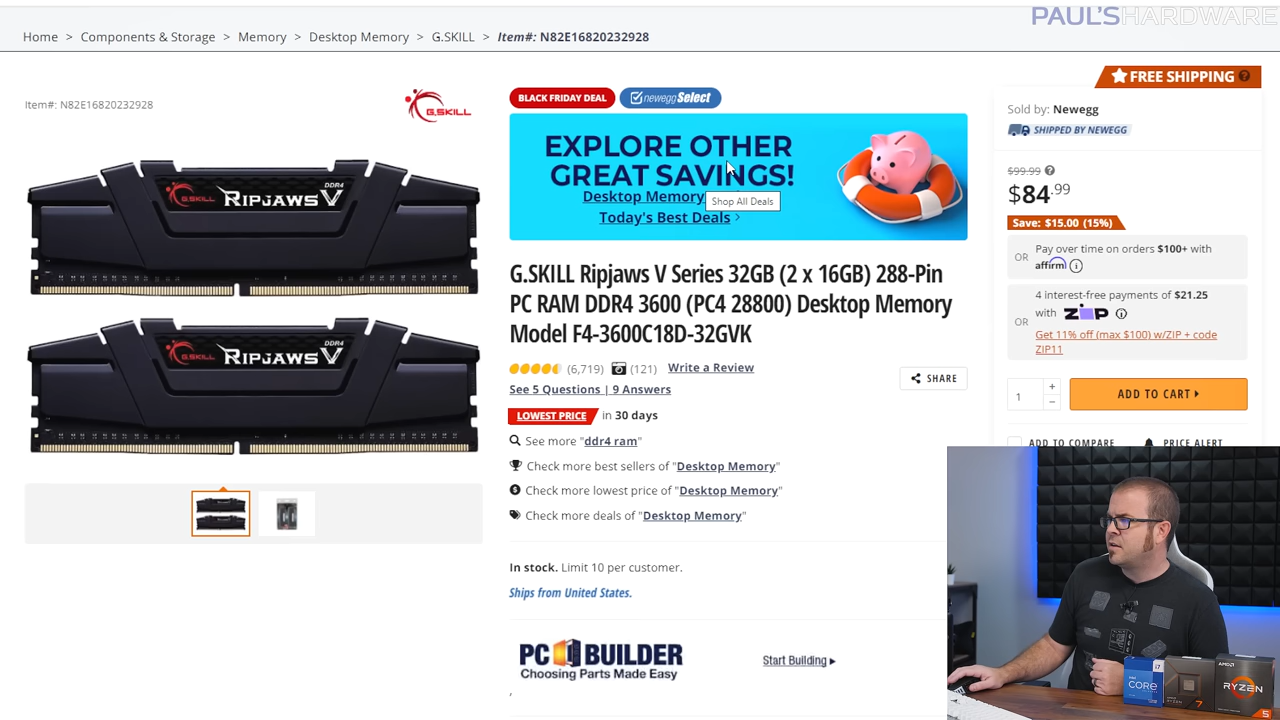 PAUL'SHARDWARE
Home > Components & Storage > Memory > Desktop Memory > G.SKILL > Item#: N82E16820232928
FREE SHIPPING ?
Item#: N82E16820232928
G.SKILL
BLACK FRIDAY DEAL
newegg Select
EXPLORE OTHER
GREAT SAVINGS!
Desktop Memory
Shop All Deals
Today's Best Deals >
Sold by: Newegg
SHIPPED BY NEWEGG
$99.99 ?
$84.99
Save: $15.00 (15%)
OR
Pay over time on orders $100+ with
affirm i
OR
4 interest-free payments of $21.25
with ZIP i
Get 11% off (max $100) w/ZIP + code
ZIP11
1 + −
ADD TO CART
ADD TO COMPARE
PRICE ALERT
G.SKILL RIPJAWS V DDR4
G.SKILL RIPJAWS V DDR4
G.SKILL Ripjaws V Series 32GB (2 x 16GB) 288-Pin
PC RAM DDR4 3600 (PC4 28800) Desktop Memory
Model F4-3600C18D-32GVK
(6,719) (121) Write a Review
See 5 Questions | 9 Answers
SHARE
LOWEST PRICE in 30 days
See more "ddr4 ram"
Check more best sellers of "Desktop Memory"
Check more lowest price of "Desktop Memory"
Check more deals of "Desktop Memory"
In stock. Limit 10 per customer.
Ships from United States.
PC BUILDER
Choosing Parts Made Easy
Start Building
,
intel
CORE
i7
7
AMD
RYZEN
5